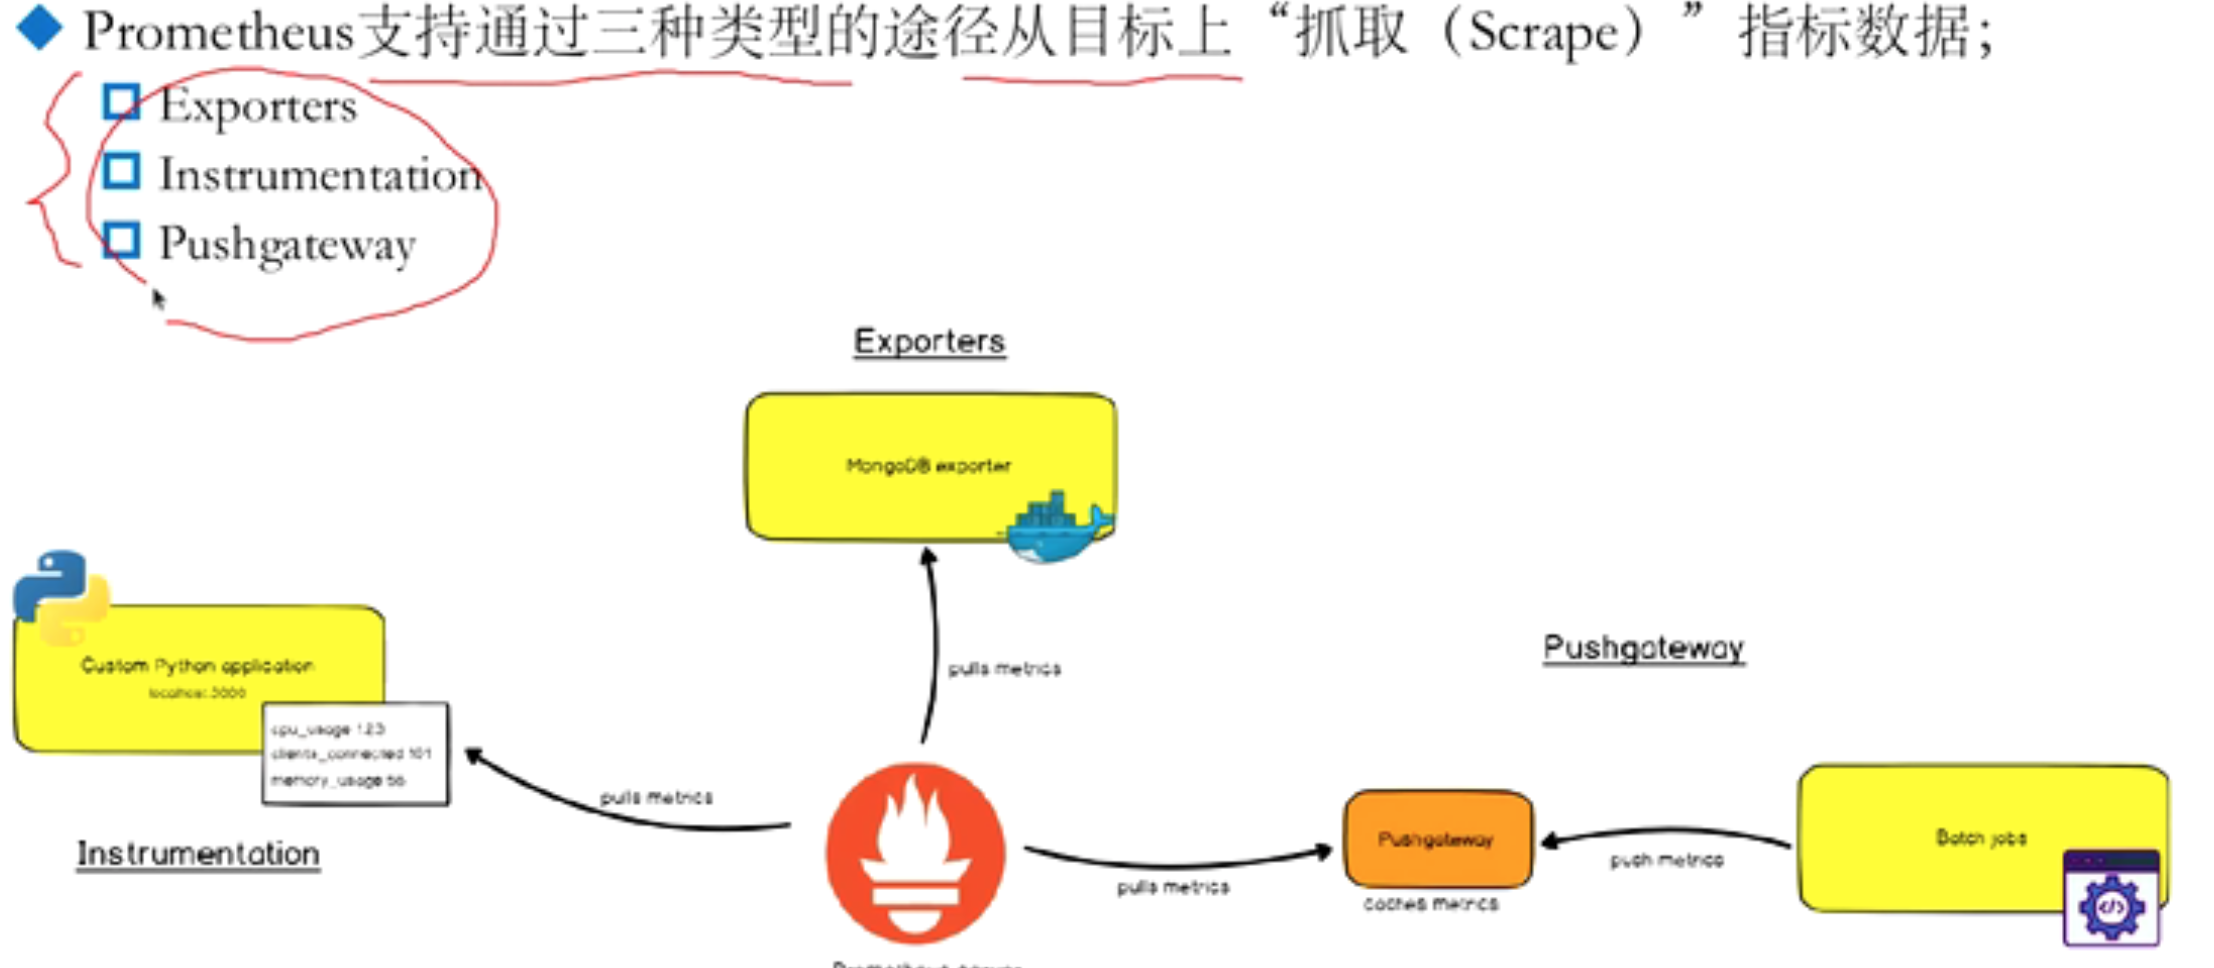 Prometheus支持通过三种类型的途径从目标上“抓取（Scrape）”指标数据；
Exporters
Instrumentation
Pushgateway
Exporters
MongoDB exporter
pulls metrics
Pushgateway
Custom Python application
cpu_usage 123
clients_connected 101
memory_usage 56
pulls metrics
Instrumentation
Pushgateway
caches metrics
pulls metrics
push metrics
Batch jobs